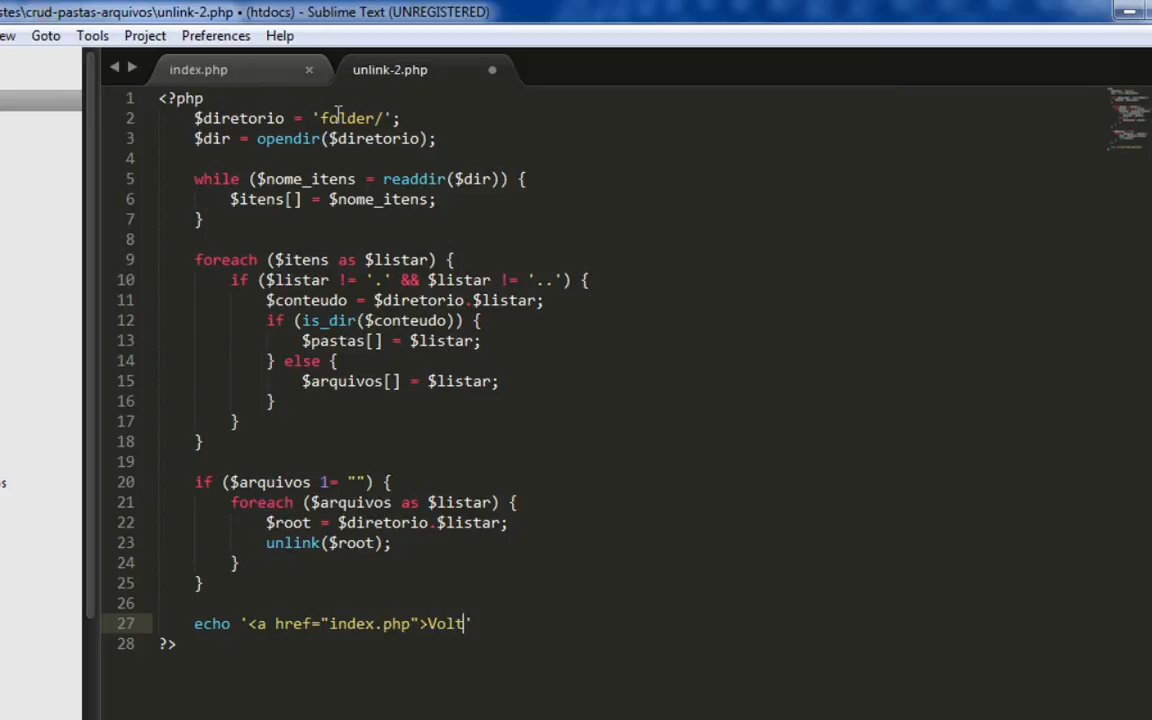 stes\crud-pastas-arquivos\unlink-2.php • (htdocs) - Sublime Text (UNREGISTERED)
ew Goto Tools Project Preferences Help
index.php × unlink-2.php
1 <?php
2 $diretorio = 'folder/';
3 $dir = opendir($diretorio);
4
5 while ($nome_itens = readdir($dir)) {
6 $itens[] = $nome_itens;
7 }
8
9 foreach ($itens as $listar) {
10 if ($listar != '.' && $listar != '..') {
11 $conteudo = $diretorio.$listar;
12 if (is_dir($conteudo)) {
13 $pastas[] = $listar;
14 } else {
15 $arquivos[] = $listar;
16 }
17 }
18 }
19
20 if ($arquivos 1= "") {
21 foreach ($arquivos as $listar) {
22 $root = $diretorio.$listar;
23 unlink($root);
24 }
25 }
26
27 echo '<a href="index.php">Volt'
28 ?>